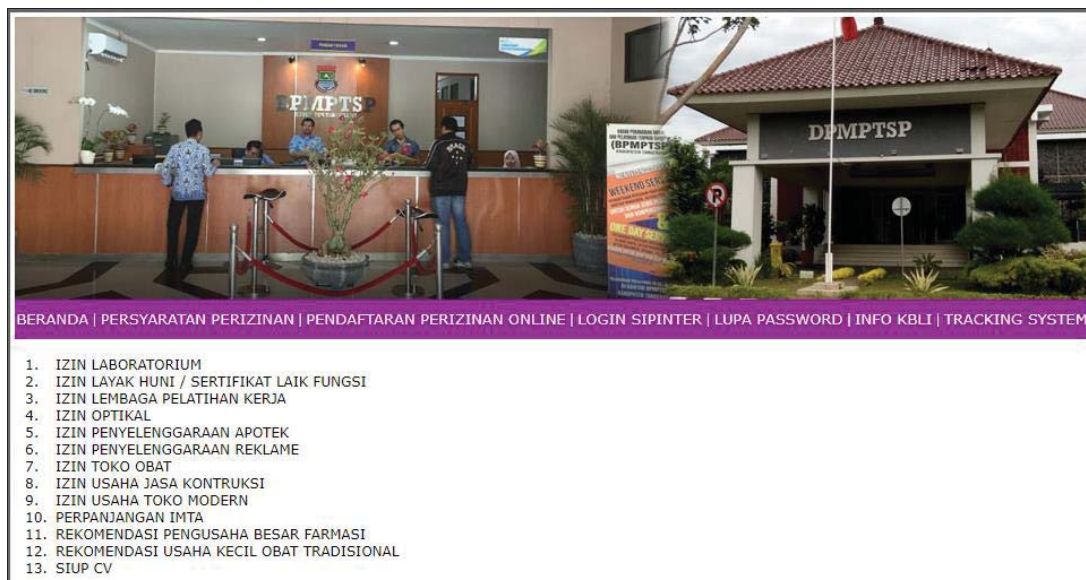 BPMPTSP
DPMPTSP
(BPMPTSP)
WEEKEND SERVICE
ONE DAY SERVICE
BERANDA | PERSYARATAN PERIZINAN | PENDAFTARAN PERIZINAN ONLINE | LOGIN SIPINTER | LUPA PASSWORD | INFO KBLI | TRACKING SYSTEM
1. IZIN LABORATORIUM
2. IZIN LAYAK HUNI / SERTIFIKAT LAIK FUNGSI
3. IZIN LEMBAGA PELATIHAN KERJA
4. IZIN OPTIKAL
5. IZIN PENYELENGGARAAN APOTEK
6. IZIN PENYELENGGARAAN REKLAME
7. IZIN TOKO OBAT
8. IZIN USAHA JASA KONTRUKSI
9. IZIN USAHA TOKO MODERN
10. PERPANJANGAN IMTA
11. REKOMENDASI PENGUSAHA BESAR FARMASI
12. REKOMENDASI USAHA KECIL OBAT TRADISIONAL
13. SIUP CV